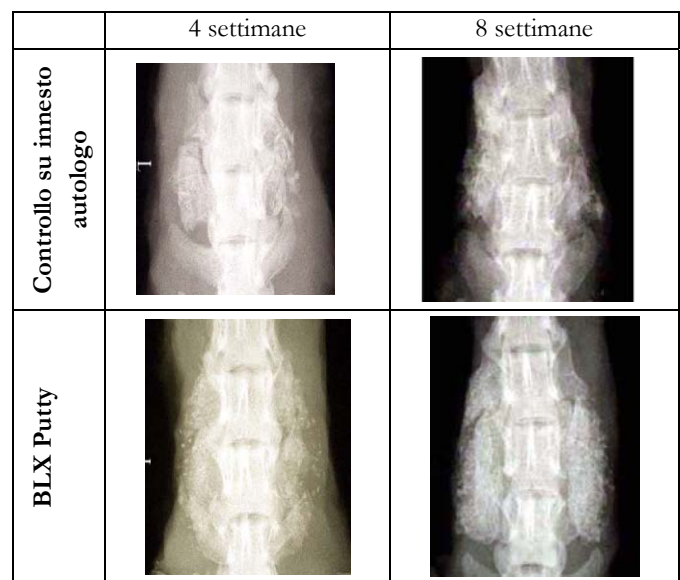 4 settimane
8 settimane
Controllo su innesto
autologo
L
BLX Putty